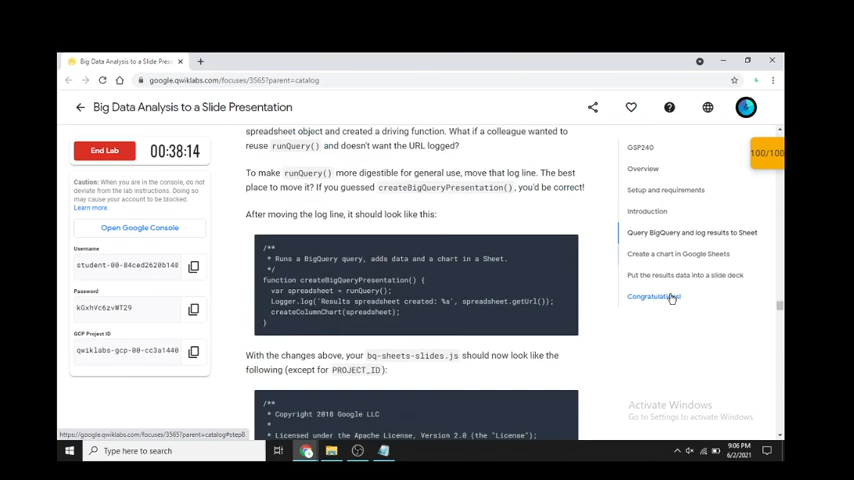 Big Data Analysis to a Slide Pres
google.qwiklabs.com/focuses/3565?parent=catalog
Big Data Analysis to a Slide Presentation
End Lab
00:38:14
Caution: When you are in the console, do not
deviate from the lab instructions. Doing so
may cause your account to be blocked.
Learn more.
Open Google Console
Username
student-00-84ced2620b14@
Password
kGxhVc6zvWT29
GCP Project ID
qwiklabs-gcp-00-cc3a1440
spreadsheet object and created a driving function. What if a colleague wanted to
reuse runQuery() and doesn't want the URL logged?
To make runQuery() more digestible for general use, move that log line. The best
place to move it? If you guessed createBigQueryPresentation(), you'd be correct!
After moving the log line, it should look like this:
/**
* Runs a BigQuery query, adds data and a chart in a Sheet.
*/
function createBigQueryPresentation() {
var spreadsheet = runQuery();
Logger.log('Results spreadsheet created: %s', spreadsheet.getUrl());
createColumnChart(spreadsheet);
}
With the changes above, your bq-sheets-slides.js should now look like the
following (except for PROJECT_ID):
/**
* Copyright 2018 Google LLC
*
* Licensed under the Apache License, Version 2.0 (the "License");
GSP240
Overview
Setup and requirements
Introduction
Query BigQuery and log results to Sheet
Create a chart in Google Sheets
Put the results data into a slide deck
Congratulations!
100/100
Activate Windows
Go to Settings to activate Windows.
https://google.qwiklabs.com/focuses/3565?parent=catalog#step8
Type here to search
9:06 PM
6/2/2021